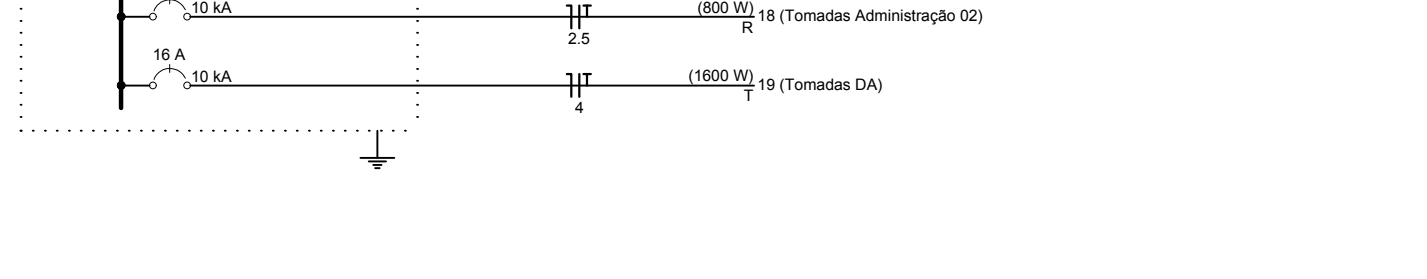 10 kA
(800 W)
18 (Tomadas Administração 02)
R
2.5
16 A
10 kA
(1600 W)
19 (Tomadas DA)
T
4